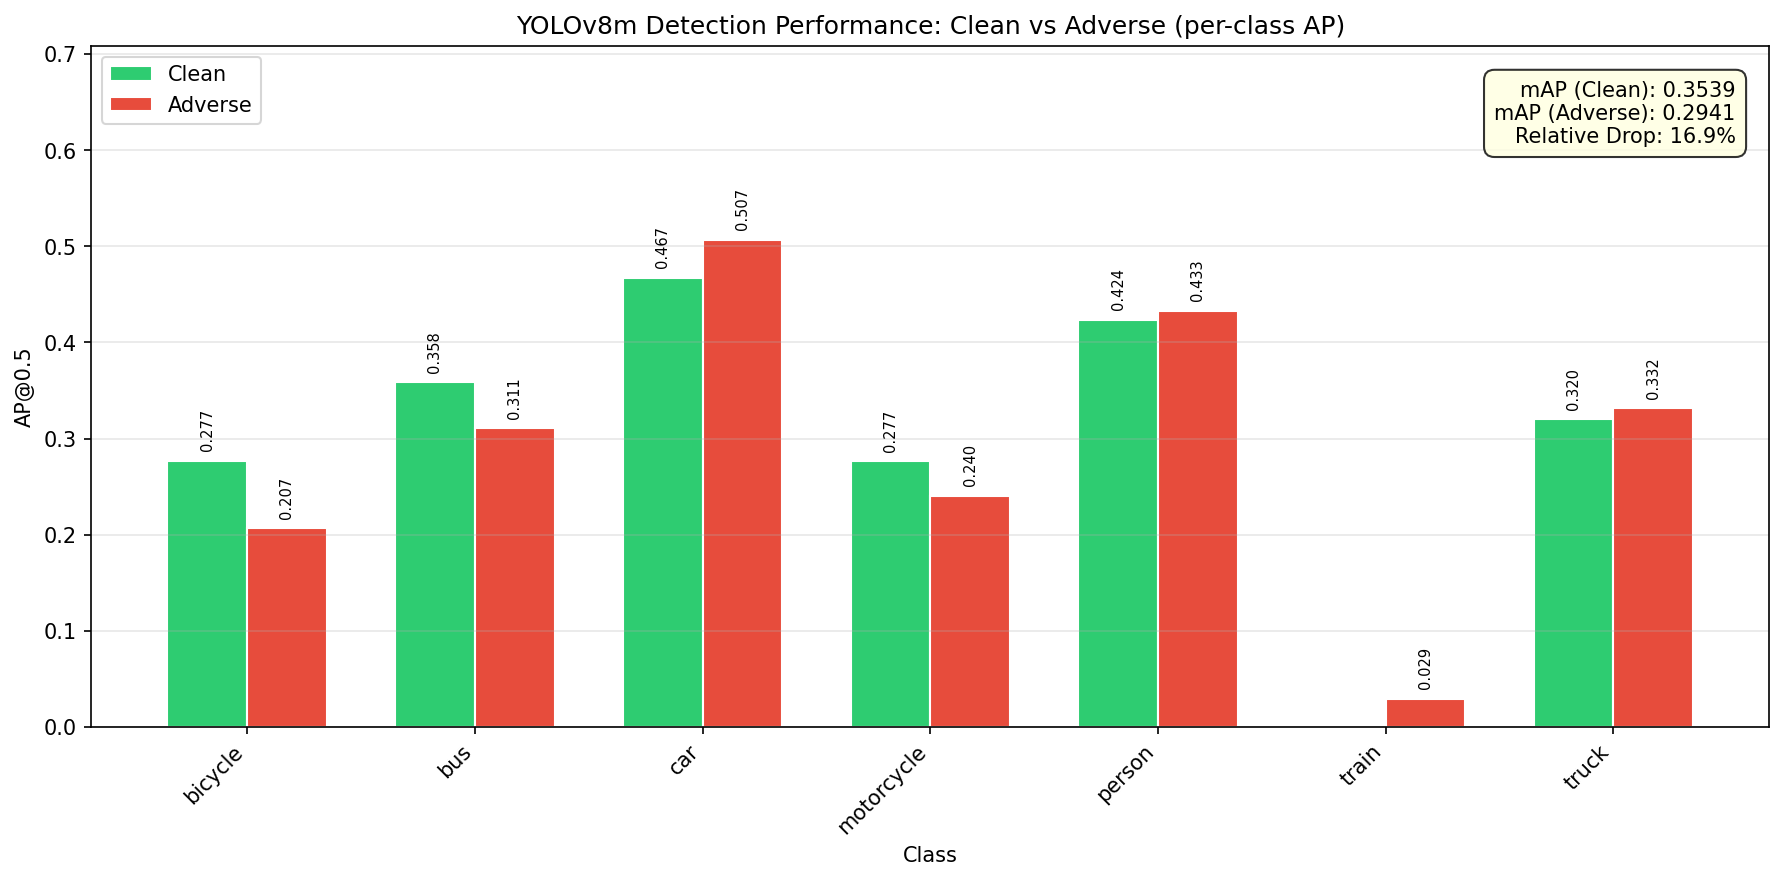 YOLOv8m Detection Performance: Clean vs Adverse (per-class AP)
Clean
Adverse
mAP (Clean): 0.3539
mAP (Adverse): 0.2941
Relative Drop: 16.9%
AP@0.5
0.7
0.6
0.5
0.4
0.3
0.2
0.1
0.0
0.277
0.207
0.358
0.311
0.467
0.507
0.277
0.240
0.424
0.433
0.029
0.320
0.332
bicycle
bus
car
motorcycle
person
train
truck
Class